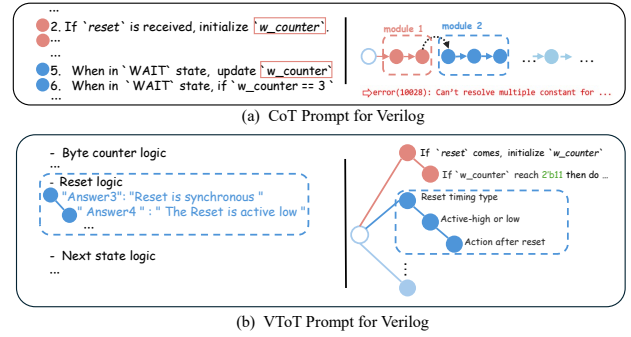 ...
2. If `reset` is received, initialize `w_counter`.
...
...
5. When in `WAIT` state, update `w_counter`
6. When in `WAIT` state, if `w_counter == 3 `
...
module 1
module 2
...
...
⇨error(10028): Can't resolve multiple constant for ...
(a) CoT Prompt for Verilog
- Byte counter logic
...
- Reset logic
"Answer3": "Reset is synchronous "
" Answer4 " : " The Reset is active low "
...
- Next state logic
...
If `reset` comes, initialize `w_counter`
If `w_counter` reach 2'b11 then do ...
Reset timing type
Active-high or low
Action after reset
⋮
(b) VToT Prompt for Verilog